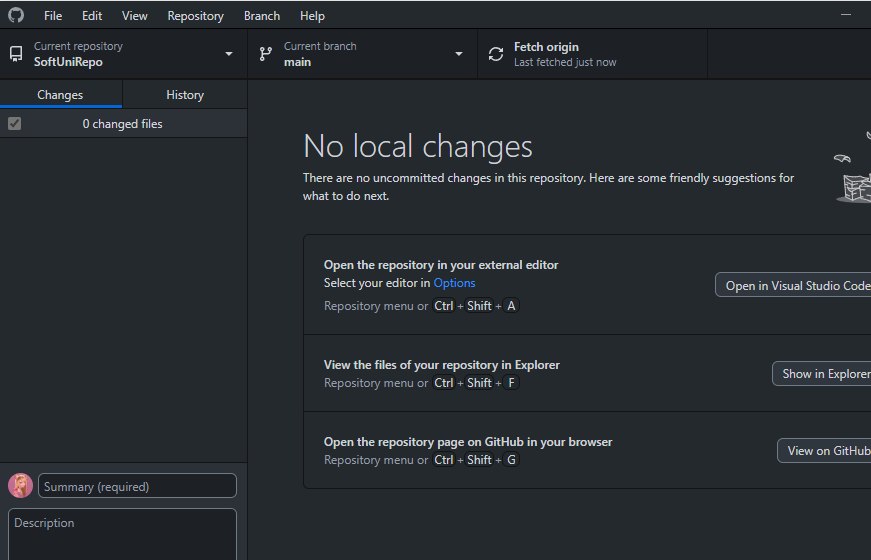 File Edit View Repository Branch Help
Current repository
SoftUniRepo
Current branch
main
Fetch origin
Last fetched just now
Changes History
0 changed files
No local changes
There are no uncommitted changes in this repository. Here are some friendly suggestions for
what to do next.
Open the repository in your external editor
Select your editor in Options
Repository menu or Ctrl + Shift + A
Open in Visual Studio Code
View the files of your repository in Explorer
Repository menu or Ctrl + Shift + F
Show in Explorer
Open the repository page on GitHub in your browser
Repository menu or Ctrl + Shift + G
View on GitHub
Summary (required)
Description